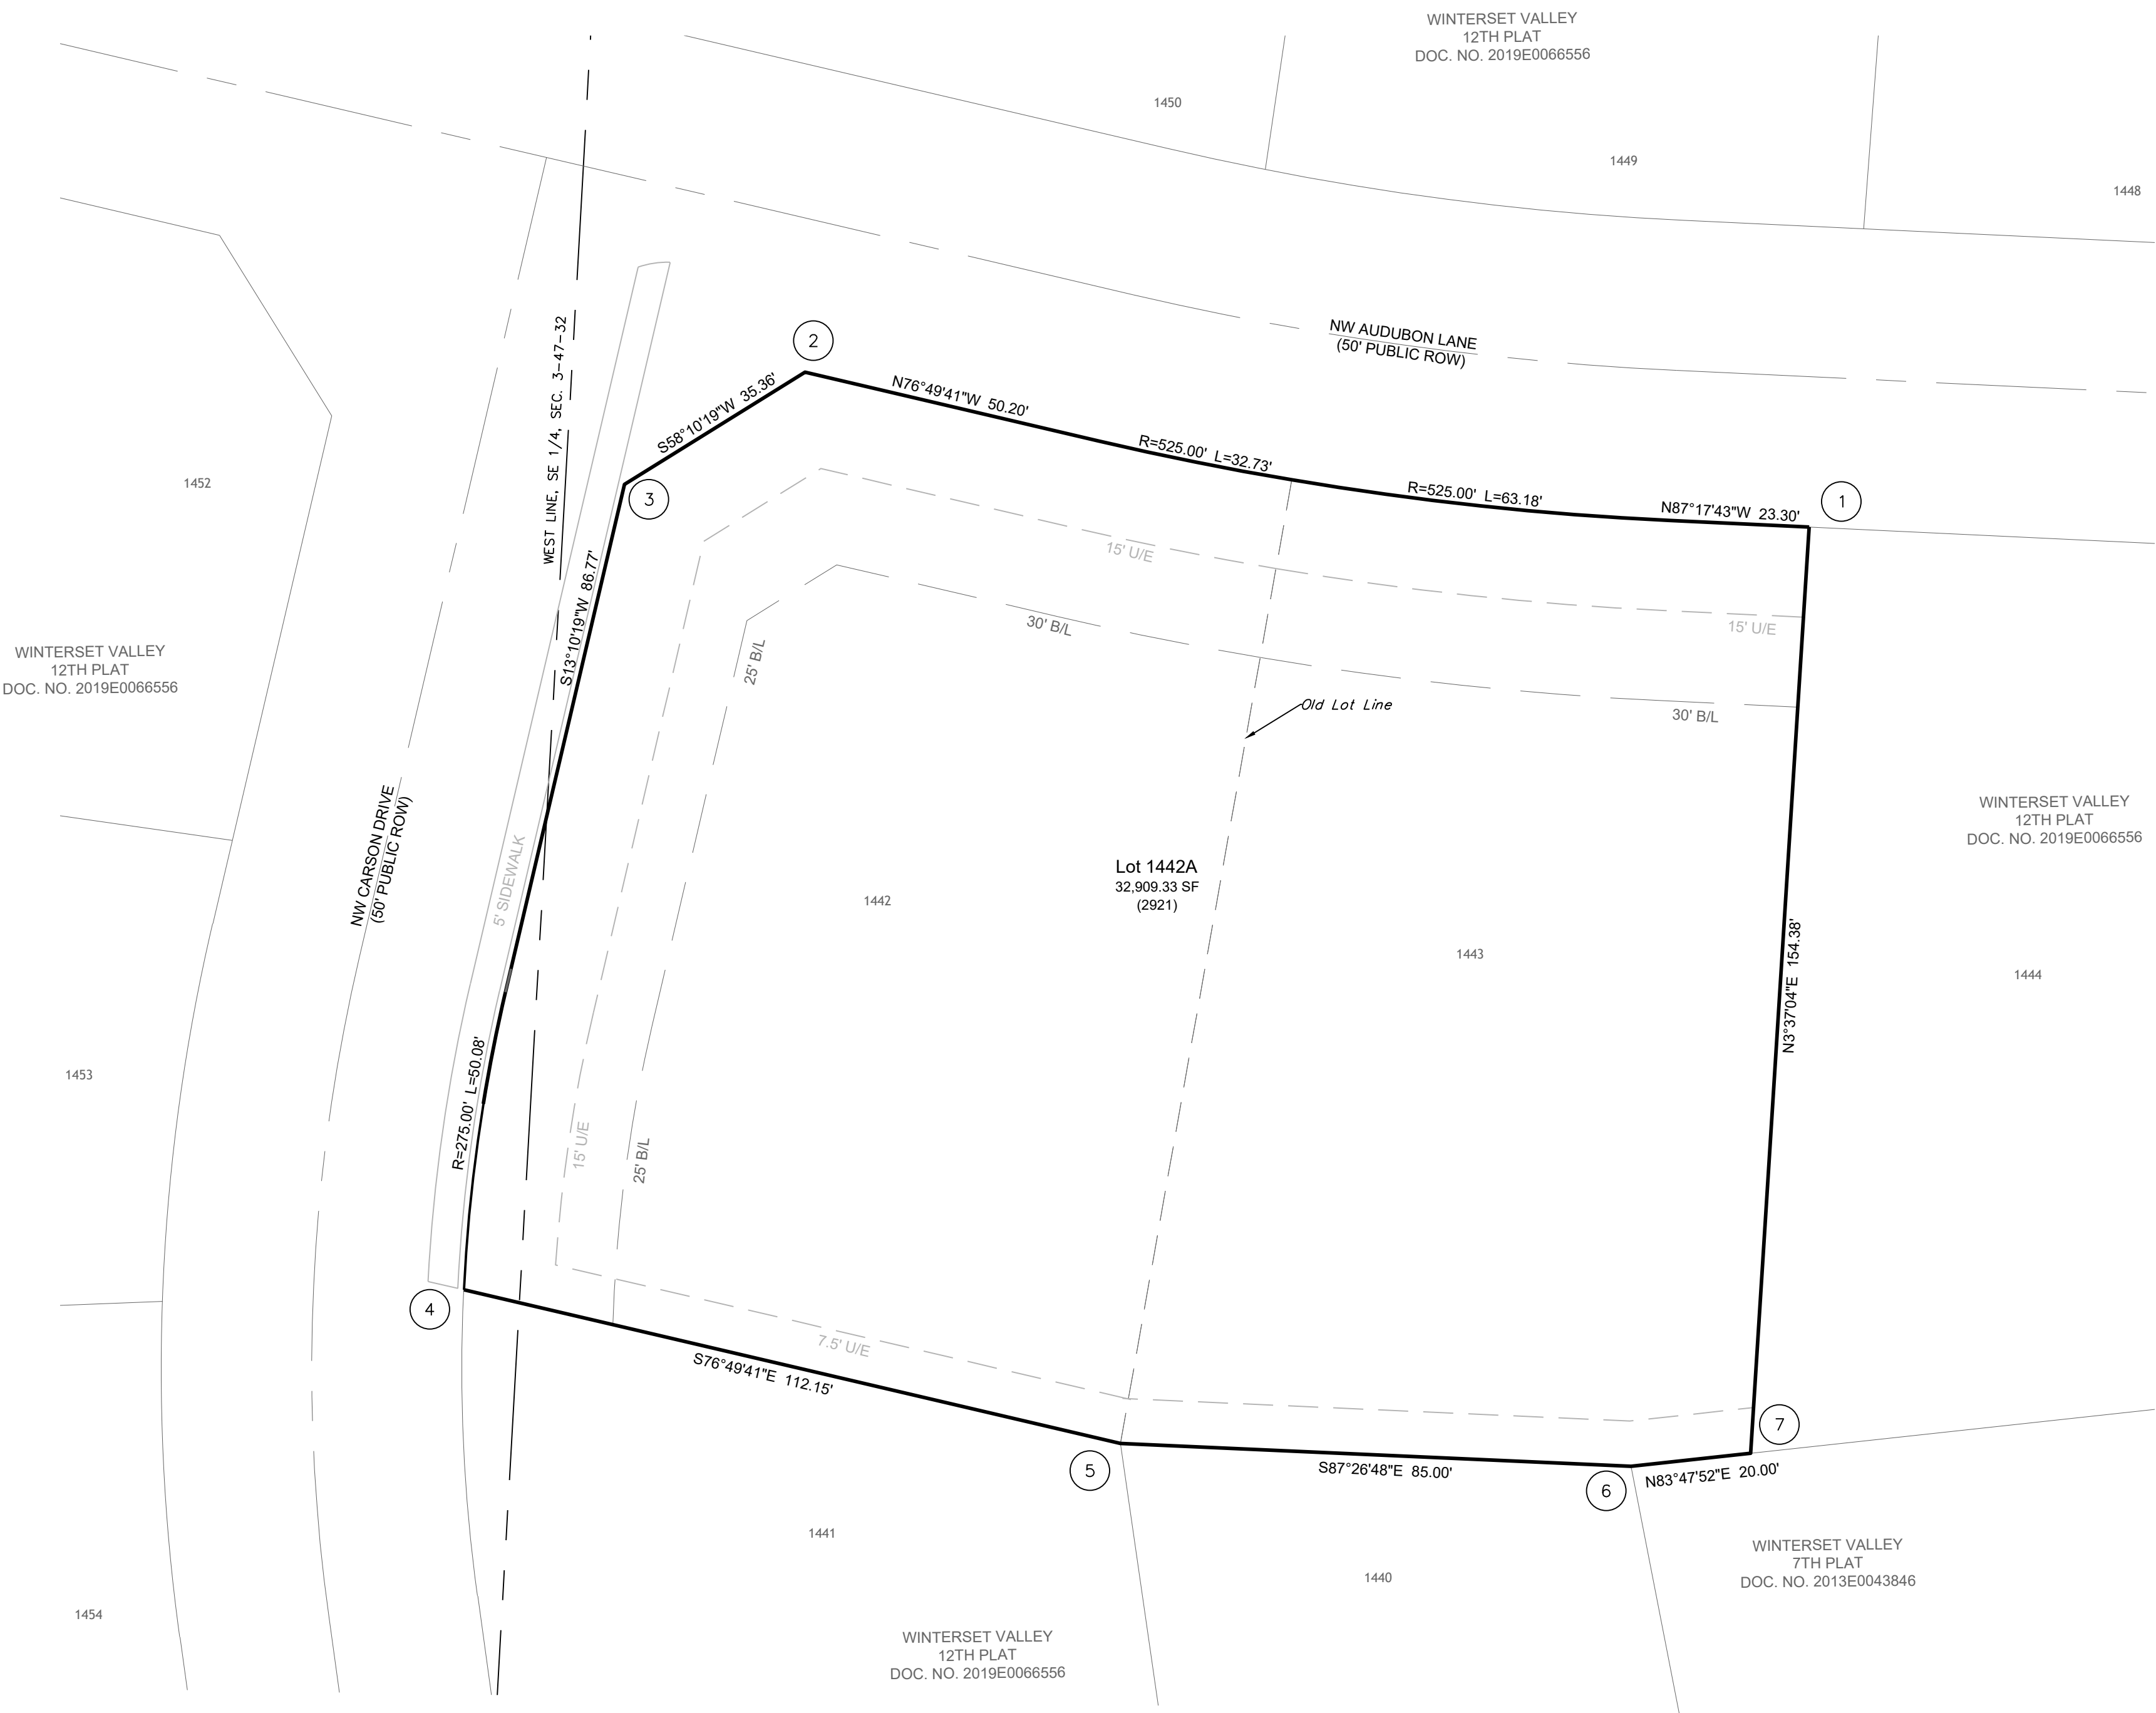 WINTERSET VALLEY
12TH PLAT
DOC. NO. 2019E0066556
1450
1449
1448
NW AUDUBON LANE
(50' PUBLIC ROW)
2
N76°49'41"W 50.20'
S58°10'19"W 35.36'
R=525.00' L=32.73'
R=525.00' L=63.18'
N87°17'43"W 23.30'
1
3
1452
WEST LINE, SE 1/4, SEC. 3-47-32
S13°10'19"W 86.77'
15' U/E
15' U/E
30' B/L
25' B/L
30' B/L
Old Lot Line
WINTERSET VALLEY
12TH PLAT
DOC. NO. 2019E0066556
WINTERSET VALLEY
12TH PLAT
DOC. NO. 2019E0066556
NW CARSON DRIVE
(50' PUBLIC ROW)
5' SIDEWALK
Lot 1442A
32,909.33 SF
(2921)
1442
1443
N3°37'04"E 154.38'
1444
1453
R=275.00' L=50.08'
15' U/E
25' B/L
4
7.5' U/E
S76°49'41"E 112.15'
7
5
S87°26'48"E 85.00'
6
N83°47'52"E 20.00'
1441
1440
WINTERSET VALLEY
7TH PLAT
DOC. NO. 2013E0043846
1454
WINTERSET VALLEY
12TH PLAT
DOC. NO. 2019E0066556